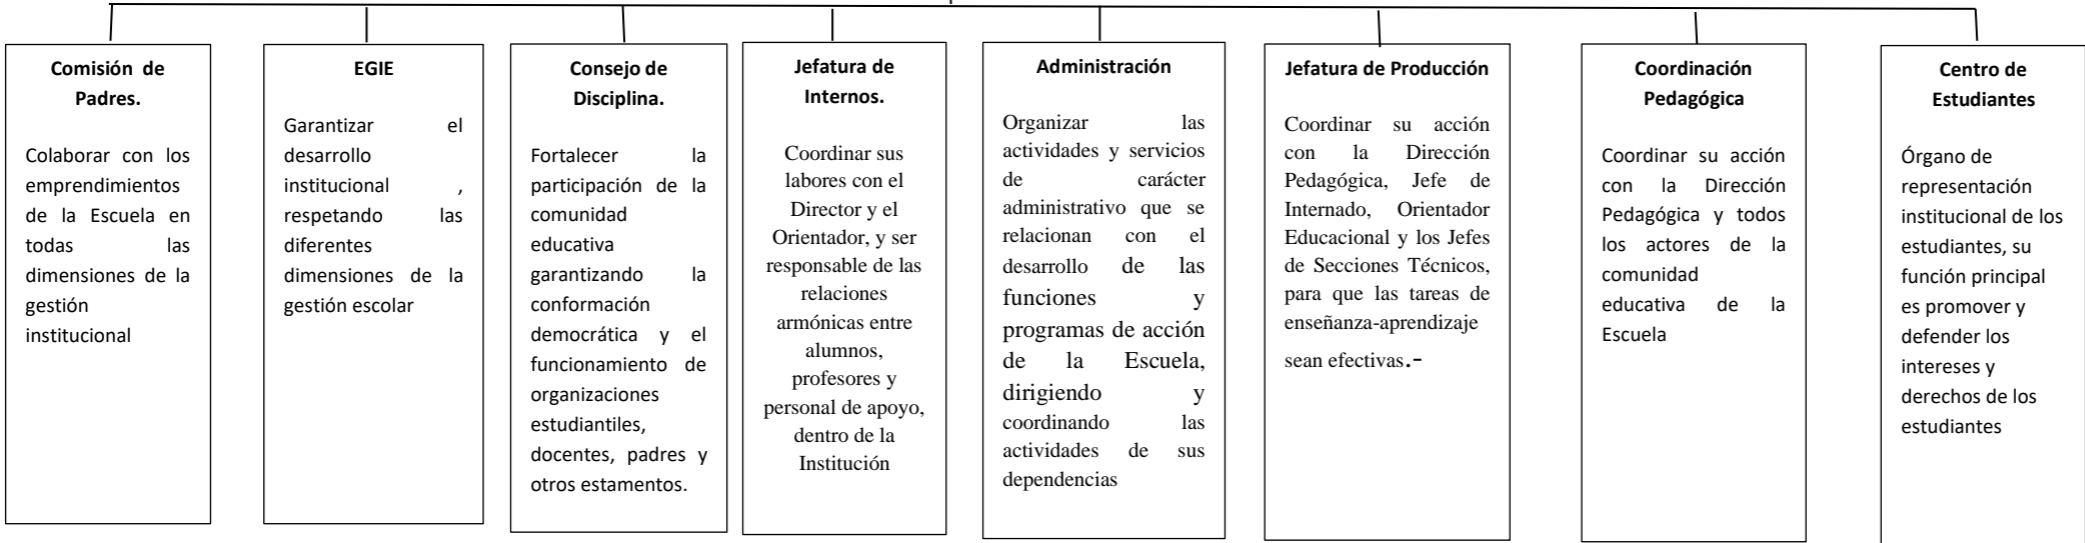 Comisión de
Padres.
Colaborar con los
emprendimientos
de la Escuela en
todas las
dimensiones de la
gestión
institucional
EGIE
Garantizar el
desarrollo
institucional ,
respetando las
diferentes
dimensiones de la
gestión escolar
Consejo de
Disciplina.
Fortalecer la
participación de la
comunidad
educativa
garantizando la
conformación
democrática y el
funcionamiento de
organizaciones
estudiantiles,
docentes, padres y
otros estamentos.
Jefatura de
Internos.
Coordinar sus
labores con el
Director y el
Orientador, y ser
responsable de las
relaciones
armónicas entre
alumnos,
profesores y
personal de apoyo,
dentro de la
Institución
Administración
Organizar las
actividades y servicios
de carácter
administrativo que se
relacionan con el
desarrollo de las
funciones y
programas de acción
de la Escuela,
dirigiendo y
coordinando las
actividades de sus
dependencias
Jefatura de Producción
Coordinar su acción
con la Dirección
Pedagógica, Jefe de
Internado, Orientador
Educacional y los Jefes
de Secciones Técnicos,
para que las tareas de
enseñanza-aprendizaje
sean efectivas.-
Coordinación
Pedagógica
Coordinar su acción
con la Dirección
Pedagógica y todos
los actores de la
comunidad
educativa de la
Escuela
Centro de
Estudiantes
Órgano de
representación
institucional de los
estudiantes, su
función principal
es promover y
defender los
intereses y
derechos de los
estudiantes